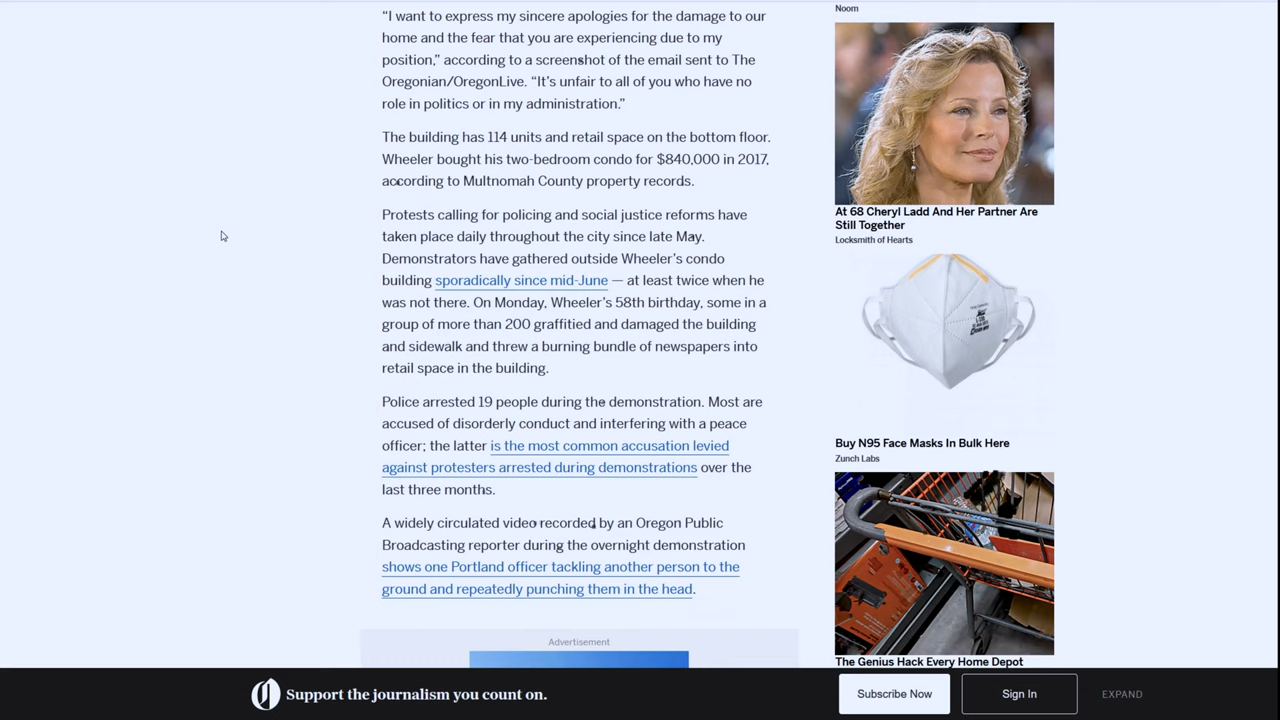 “I want to express my sincere apologies for the damage to our
home and the fear that you are experiencing due to my
position,” according to a screenshot of the email sent to The
Oregonian/OregonLive. “It’s unfair to all of you who have no
role in politics or in my administration.”
The building has 114 units and retail space on the bottom floor.
Wheeler bought his two-bedroom condo for $840,000 in 2017,
according to Multnomah County property records.
Protests calling for policing and social justice reforms have
taken place daily throughout the city since late May.
Demonstrators have gathered outside Wheeler’s condo
building sporadically since mid-June — at least twice when he
was not there. On Monday, Wheeler’s 58th birthday, some in a
group of more than 200 graffitied and damaged the building
and sidewalk and threw a burning bundle of newspapers into
retail space in the building.
Police arrested 19 people during the demonstration. Most are
accused of disorderly conduct and interfering with a peace
officer; the latter is the most common accusation levied
against protesters arrested during demonstrations over the
last three months.
A widely circulated video recorded by an Oregon Public
Broadcasting reporter during the overnight demonstration
shows one Portland officer tackling another person to the
ground and repeatedly punching them in the head.
Advertisement
Noom
At 68 Cheryl Ladd And Her Partner Are
Still Together
Locksmith of Hearts
Buy N95 Face Masks In Bulk Here
Zunch Labs
The Genius Hack Every Home Depot
Support the journalism you count on.
Subscribe Now
Sign In
EXPAND